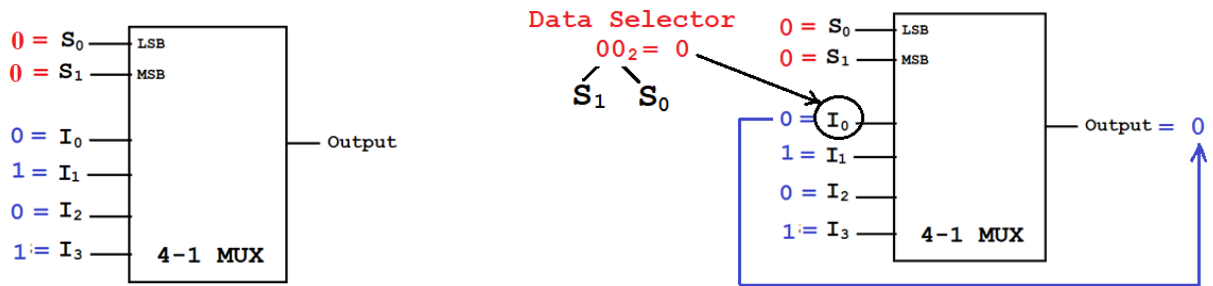 0 = S₀ LSB
0 = S₁ MSB
0 = I₀
Output
1 = I₁
0 = I₂
1 = I₃
4-1 MUX
Data Selector
00₂ = 0
S₁ S₀
0 = S₀ LSB
0 = S₁ MSB
0 = I₀
Output = 0
1 = I₁
0 = I₂
1 = I₃
4-1 MUX